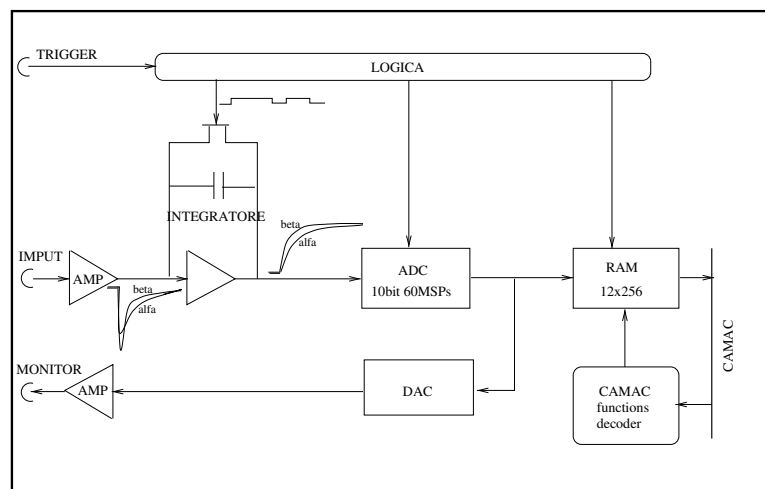 TRIGGER
LOGICA
INTEGRATORE
beta
alfa
IMPUT
AMP
beta
alfa
ADC
10bit 60MSPs
RAM
12x256
CAMAC
MONITOR
AMP
DAC
CAMAC
functions
decoder